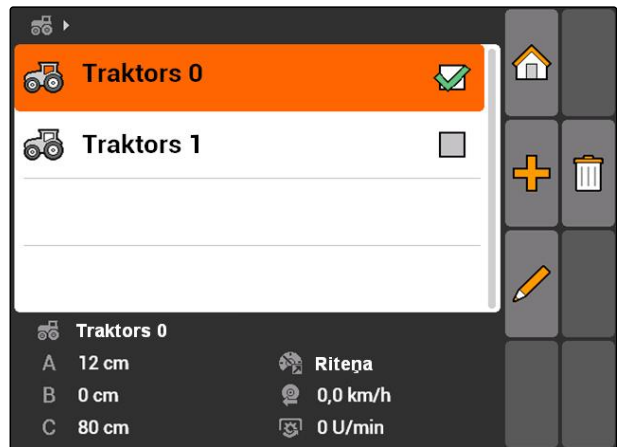 Traktors 0
Traktors 1
Traktors 0
A 12 cm Riteņa
B 0 cm 0,0 km/h
C 80 cm 0 U/min